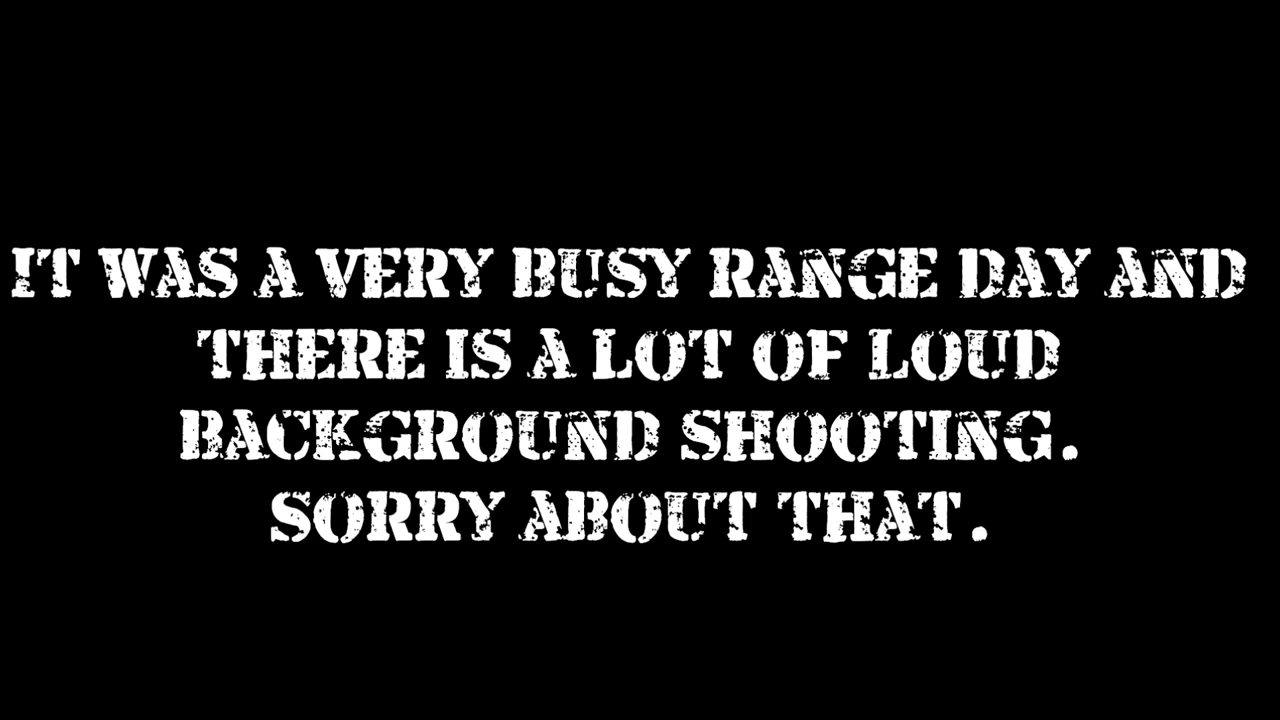 IT WAS A VERY BUSY RANGE DAY AND
THERE IS A LOT OF LOUD
BACKGROUND SHOOTING.
SORRY ABOUT THAT.